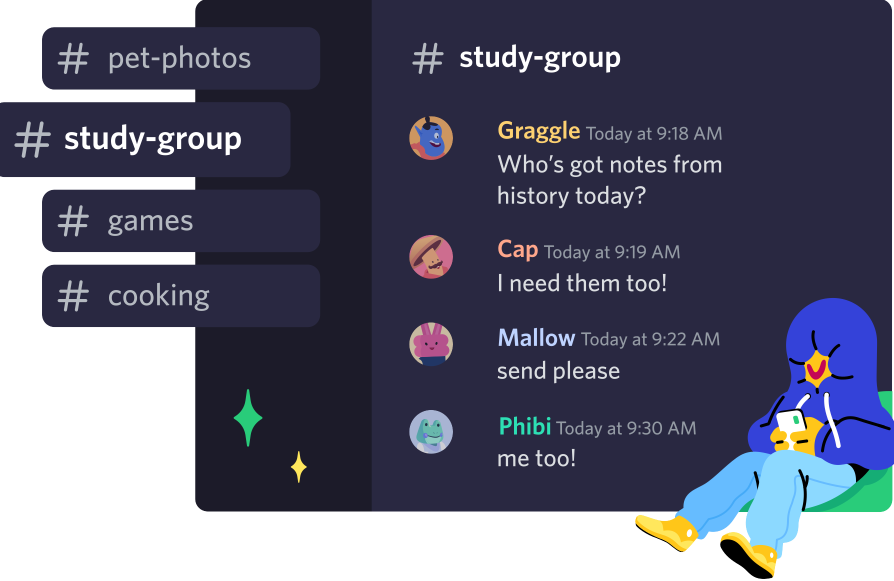 # pet-photos
# study-group
# games
# cooking
# study-group
Graggle Today at 9:18 AM
Who’s got notes from
history today?
Cap Today at 9:19 AM
I need them too!
Mallow Today at 9:22 AM
send please
Phibi Today at 9:30 AM
me too!